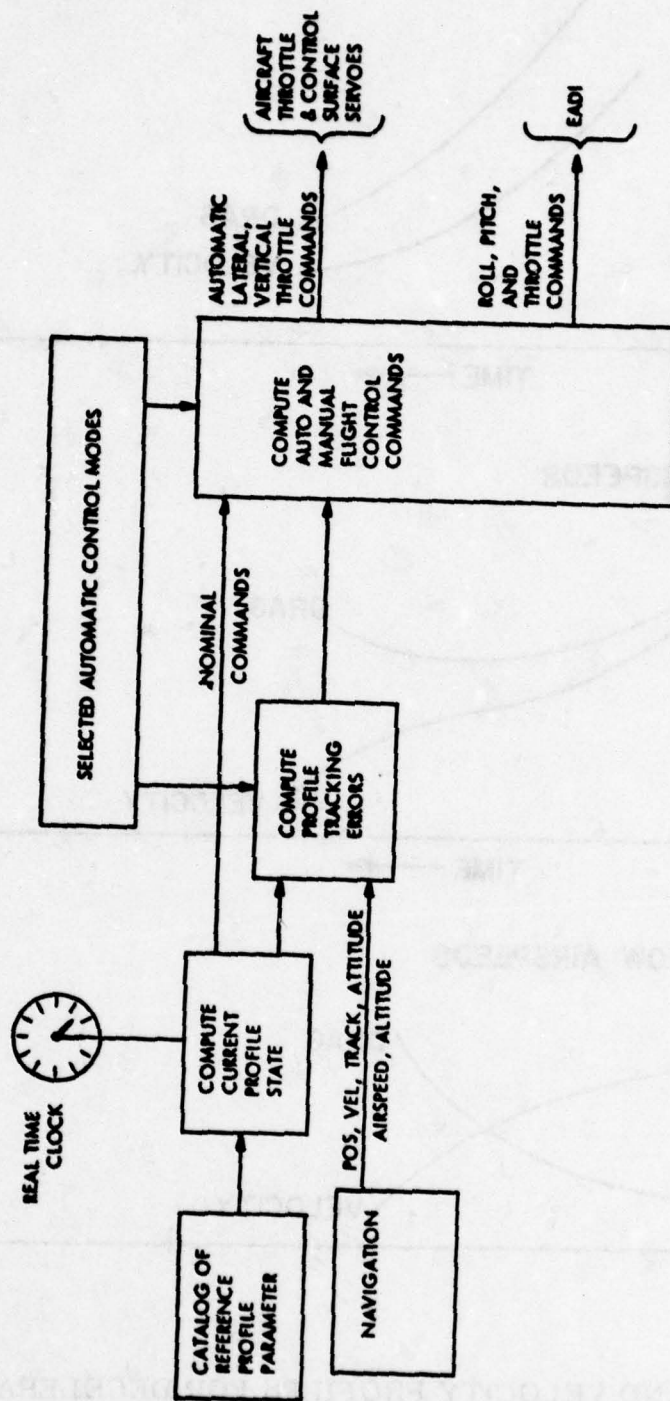 REAL TIME
CLOCK
CATALOG OF
REFERENCE
PROFILE
PARAMETER
COMPUTE
CURRENT
PROFILE
STATE
NAVIGATION
POS, VEL, TRACK, ATTITUDE
AIRSPEED, ALTITUDE
SELECTED AUTOMATIC CONTROL MODES
NOMINAL
COMMANDS
COMPUTE
PROFILE
TRACKING
ERRORS
COMPUTE
AUTO AND
MANUAL
FLIGHT
CONTROL
COMMANDS
AUTOMATIC
LATERAL,
VERTICAL
THROTTLE
COMMANDS
AIRCRAFT
THROTTLE
& CONTROL
SURFACE
SERVOES
ROLL, PITCH,
AND
THROTTLE
COMMANDS
EADI